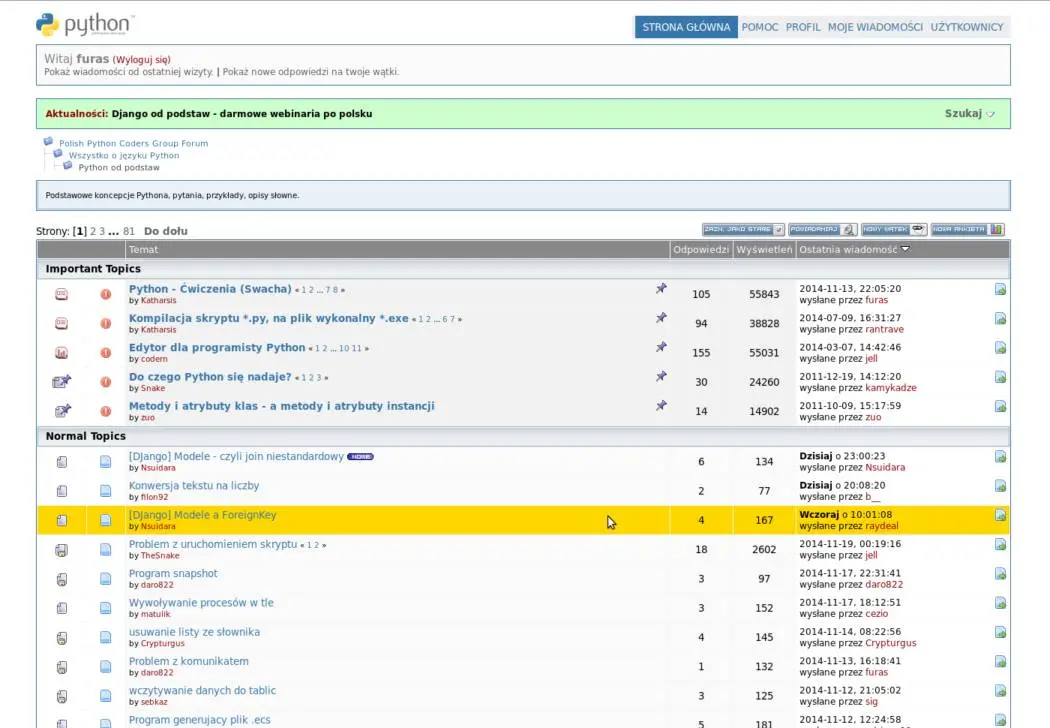 python™
STRONA GŁÓWNA POMOC PROFIL MOJE WIADOMOŚCI UŻYTKOWNICY
Witaj furas (Wyloguj się)
Pokaż wiadomości od ostatniej wizyty. | Pokaż nowe odpowiedzi na twoje wątki.
Aktualności: Django od podstaw - darmowe webinaria po polsku Szukaj
Polish Python Coders Group Forum
Wszystko o języku Python
Python od podstaw
Podstawowe koncepcje Pythona, pytania, przykłady, opisy słowne.
Strony: [1] 2 3 ... 81 Do dołu ZAZN. JAKO STARE POWIADAMIAJ NOWY WĄTEK NOWA ANKIETA
Temat Odpowiedzi Wyświetleń Ostatnia wiadomość
Important Topics
Python - Ćwiczenia (Swacha) « 1 2 ... 7 8 » 105 55843 2014-11-13, 22:05:20
by Katharsis wysłane przez furas
Kompilacja skryptu *.py, na plik wykonalny *.exe « 1 2 ... 6 7 » 94 38828 2014-07-09, 16:31:27
by Katharsis wysłane przez rantrave
Edytor dla programisty Python « 1 2 ... 10 11 » 155 55031 2014-03-07, 14:42:46
by codern wysłane przez jell
Do czego Python się nadaje? « 1 2 3 » 30 24260 2011-12-19, 14:12:20
by Snake wysłane przez kamykadze
Metody i atrybuty klas - a metody i atrybuty instancji 14 14902 2011-10-09, 15:17:59
by zuo wysłane przez zuo
Normal Topics
[DJango] Modele - czyli join niestandardowy NOWE 6 134 Dzisiaj o 23:00:23
by Nsuidara wysłane przez Nsuidara
Konwersja tekstu na liczby 2 77 Dzisiaj o 20:08:20
by filon92 wysłane przez b__
[DJango] Modele a ForeignKey 4 167 Wczoraj o 10:01:08
by Nsuidara wysłane przez raydeal
Problem z uruchomieniem skryptu « 1 2 » 18 2602 2014-11-19, 00:19:16
by TheSnake wysłane przez jell
Program snapshot 3 97 2014-11-17, 22:31:41
by daro822 wysłane przez daro822
Wywoływanie procesów w tle 3 152 2014-11-17, 18:12:51
by matulik wysłane przez cezio
usuwanie listy ze słownika 4 145 2014-11-14, 08:22:56
by Crypturgus wysłane przez Crypturgus
Problem z komunikatem 1 132 2014-11-13, 16:18:41
by daro822 wysłane przez furas
wczytywanie danych do tablic 3 125 2014-11-12, 21:05:02
by sebkaz wysłane przez sig
Program generujacy plik .ecs 5 181 2014-11-12, 12:24:58